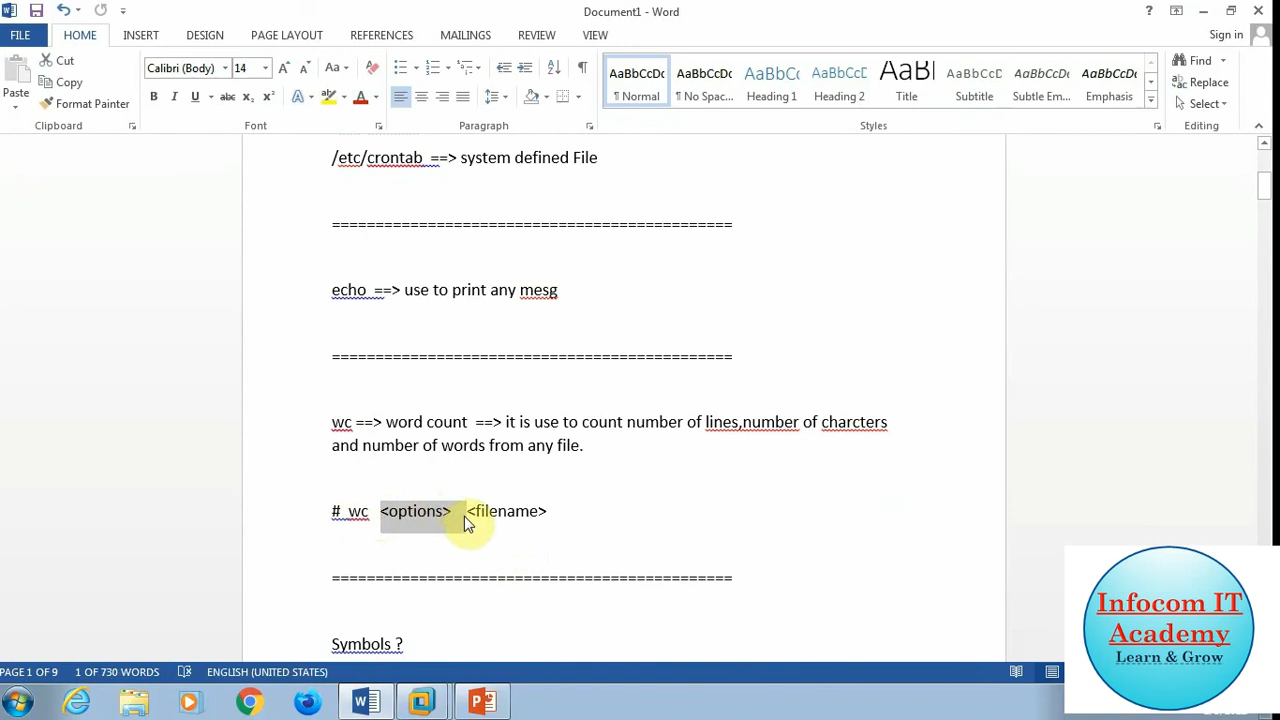 Document1 - Word
Sign in
FILE HOME INSERT DESIGN PAGE LAYOUT REFERENCES MAILINGS REVIEW VIEW
Cut
Copy
Paste
Format Painter
Clipboard
Calibri (Body) 14
Font
Paragraph
AaBbCcDc AaBbCcDc AaBbCc AaBbCcD AaBl AaBbCcD AaBbCcDc AaBbCcDc
¶ Normal ¶ No Spac... Heading 1 Heading 2 Title Subtitle Subtle Em... Emphasis
Styles
Find
Replace
Select
Editing
/etc/crontab ==> system defined File
=============================================
echo ==> use to print any mesg
=============================================
wc ==> word count ==> it is use to count number of lines,number of charcters
and number of words from any file.
# wc <options> <filename>
=============================================
Symbols ?
Infocom IT
Academy
Learn & Grow
PAGE 1 OF 9 1 OF 730 WORDS ENGLISH (UNITED STATES)